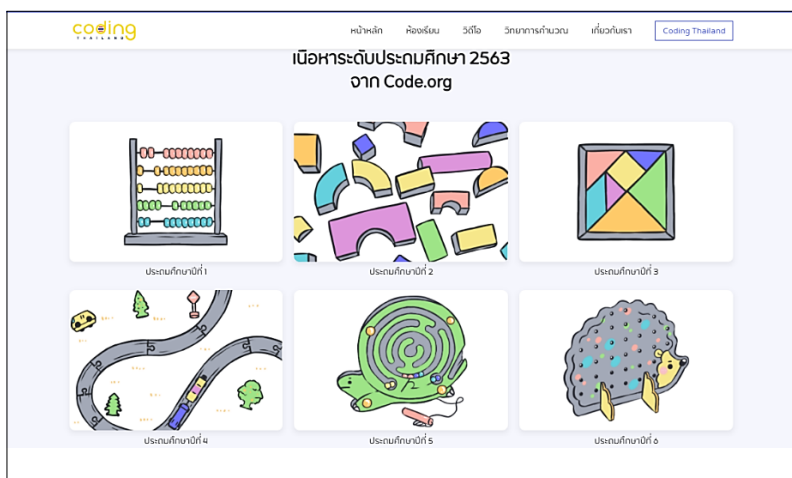 coding
THAILAND
หน้าหลัก ห้องเรียน วิดีโอ วิทยาการคำนวณ เกี่ยวกับเรา Coding Thailand
เนื้อหาระดับประถมศึกษา 2563
จาก Code.org
ประถมศึกษาปีที่ 1 ประถมศึกษาปีที่ 2 ประถมศึกษาปีที่ 3
ประถมศึกษาปีที่ 4 ประถมศึกษาปีที่ 5 ประถมศึกษาปีที่ 6